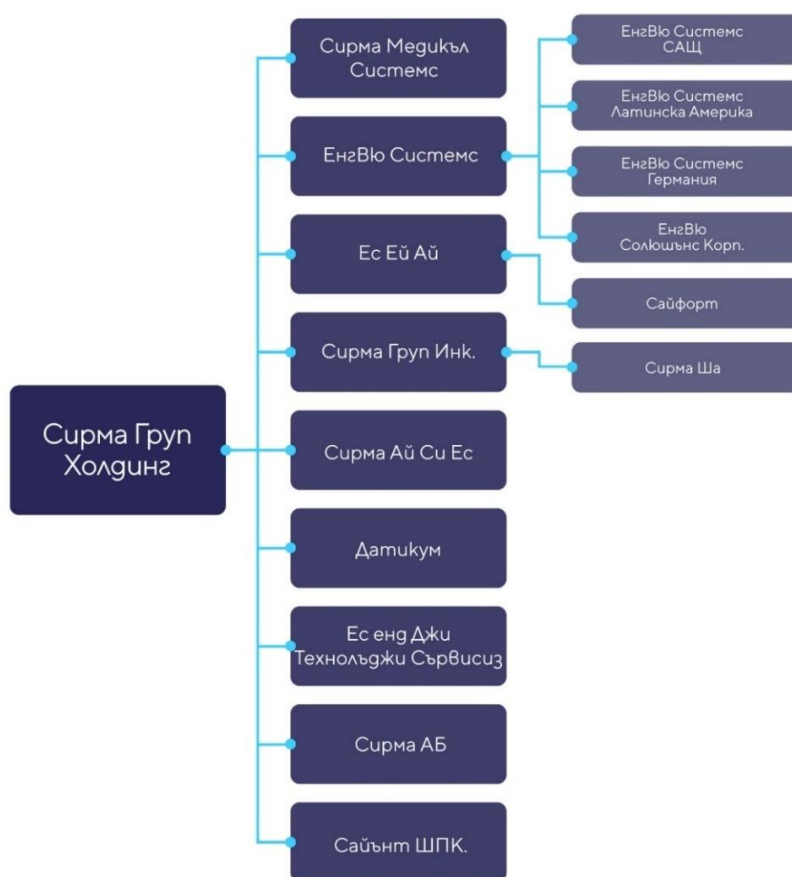 Сирма Груп
Холдинг
Сирма Медикъл
Системс
ЕнгВю Системс
Ес Ей Ай
Сирма Груп Инк.
Сирма Ай Си Ес
Датикум
Ес енд Джи
Технолъджи Сървисиз
Сирма АБ
Сайънт ШПК.
ЕнгВю Системс
САЩ
ЕнгВю Системс
Латинска Америка
ЕнгВю Системс
Германия
ЕнгВю
Солюшънс Корп.
Сайфорт
Сирма Ша